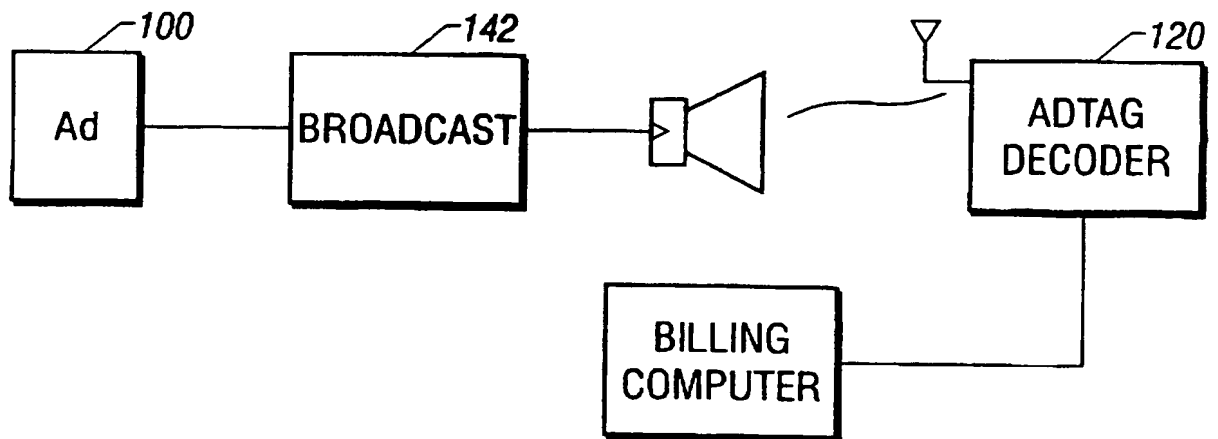 100
Ad
142
BROADCAST
120
ADTAG
DECODER
BILLING
COMPUTER